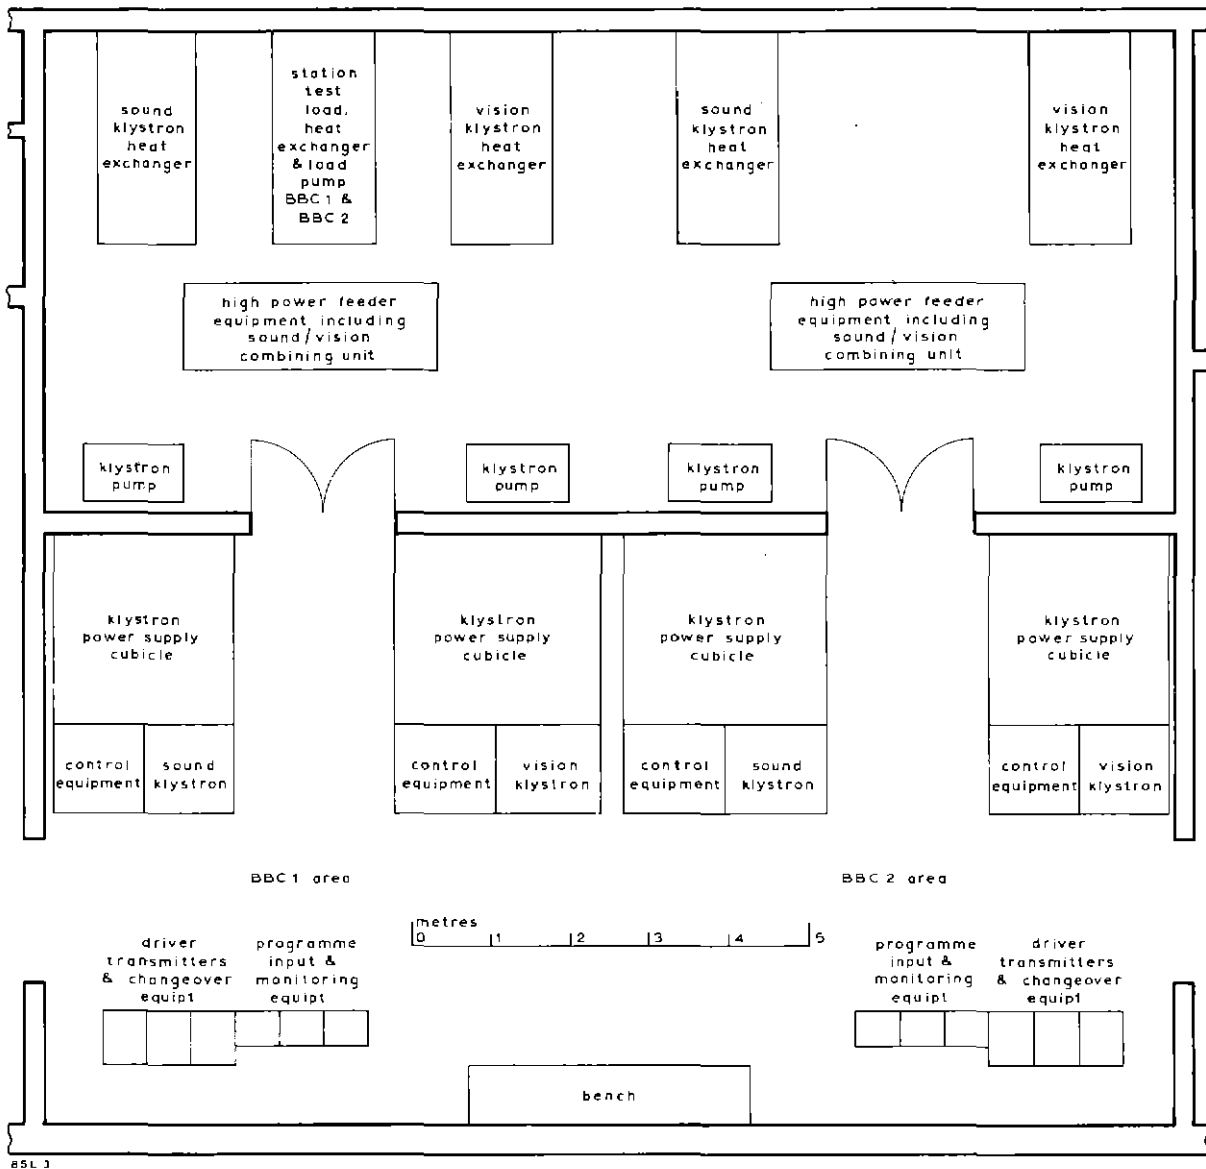 sound
klystron
heat
exchanger
station
test
load,
heat
exchanger
& load
pump
BBC 1 &
BBC 2
vision
klystron
heat
exchanger
sound
klystron
heat
exchanger
vision
klystron
heat
exchanger
high power feeder
equipment including
sound / vision
combining unit
high power feeder
equipment including
sound / vision
combining unit
klystron
pump
klystron
pump
klystron
pump
klystron
pump
klystron
power supply
cubicle
klystron
power supply
cubicle
klystron
power supply
cubicle
klystron
power supply
cubicle
control
equipment
sound
klystron
control
equipment
vision
klystron
control
equipment
sound
klystron
control
equipment
vision
klystron
BBC 1 area
BBC 2 area
metres
0 1 2 3 4 5
driver
transmitters
& changeover
equipt
programme
input &
monitoring
equipt
programme
input &
monitoring
equipt
driver
transmitters
& changeover
equipt
bench